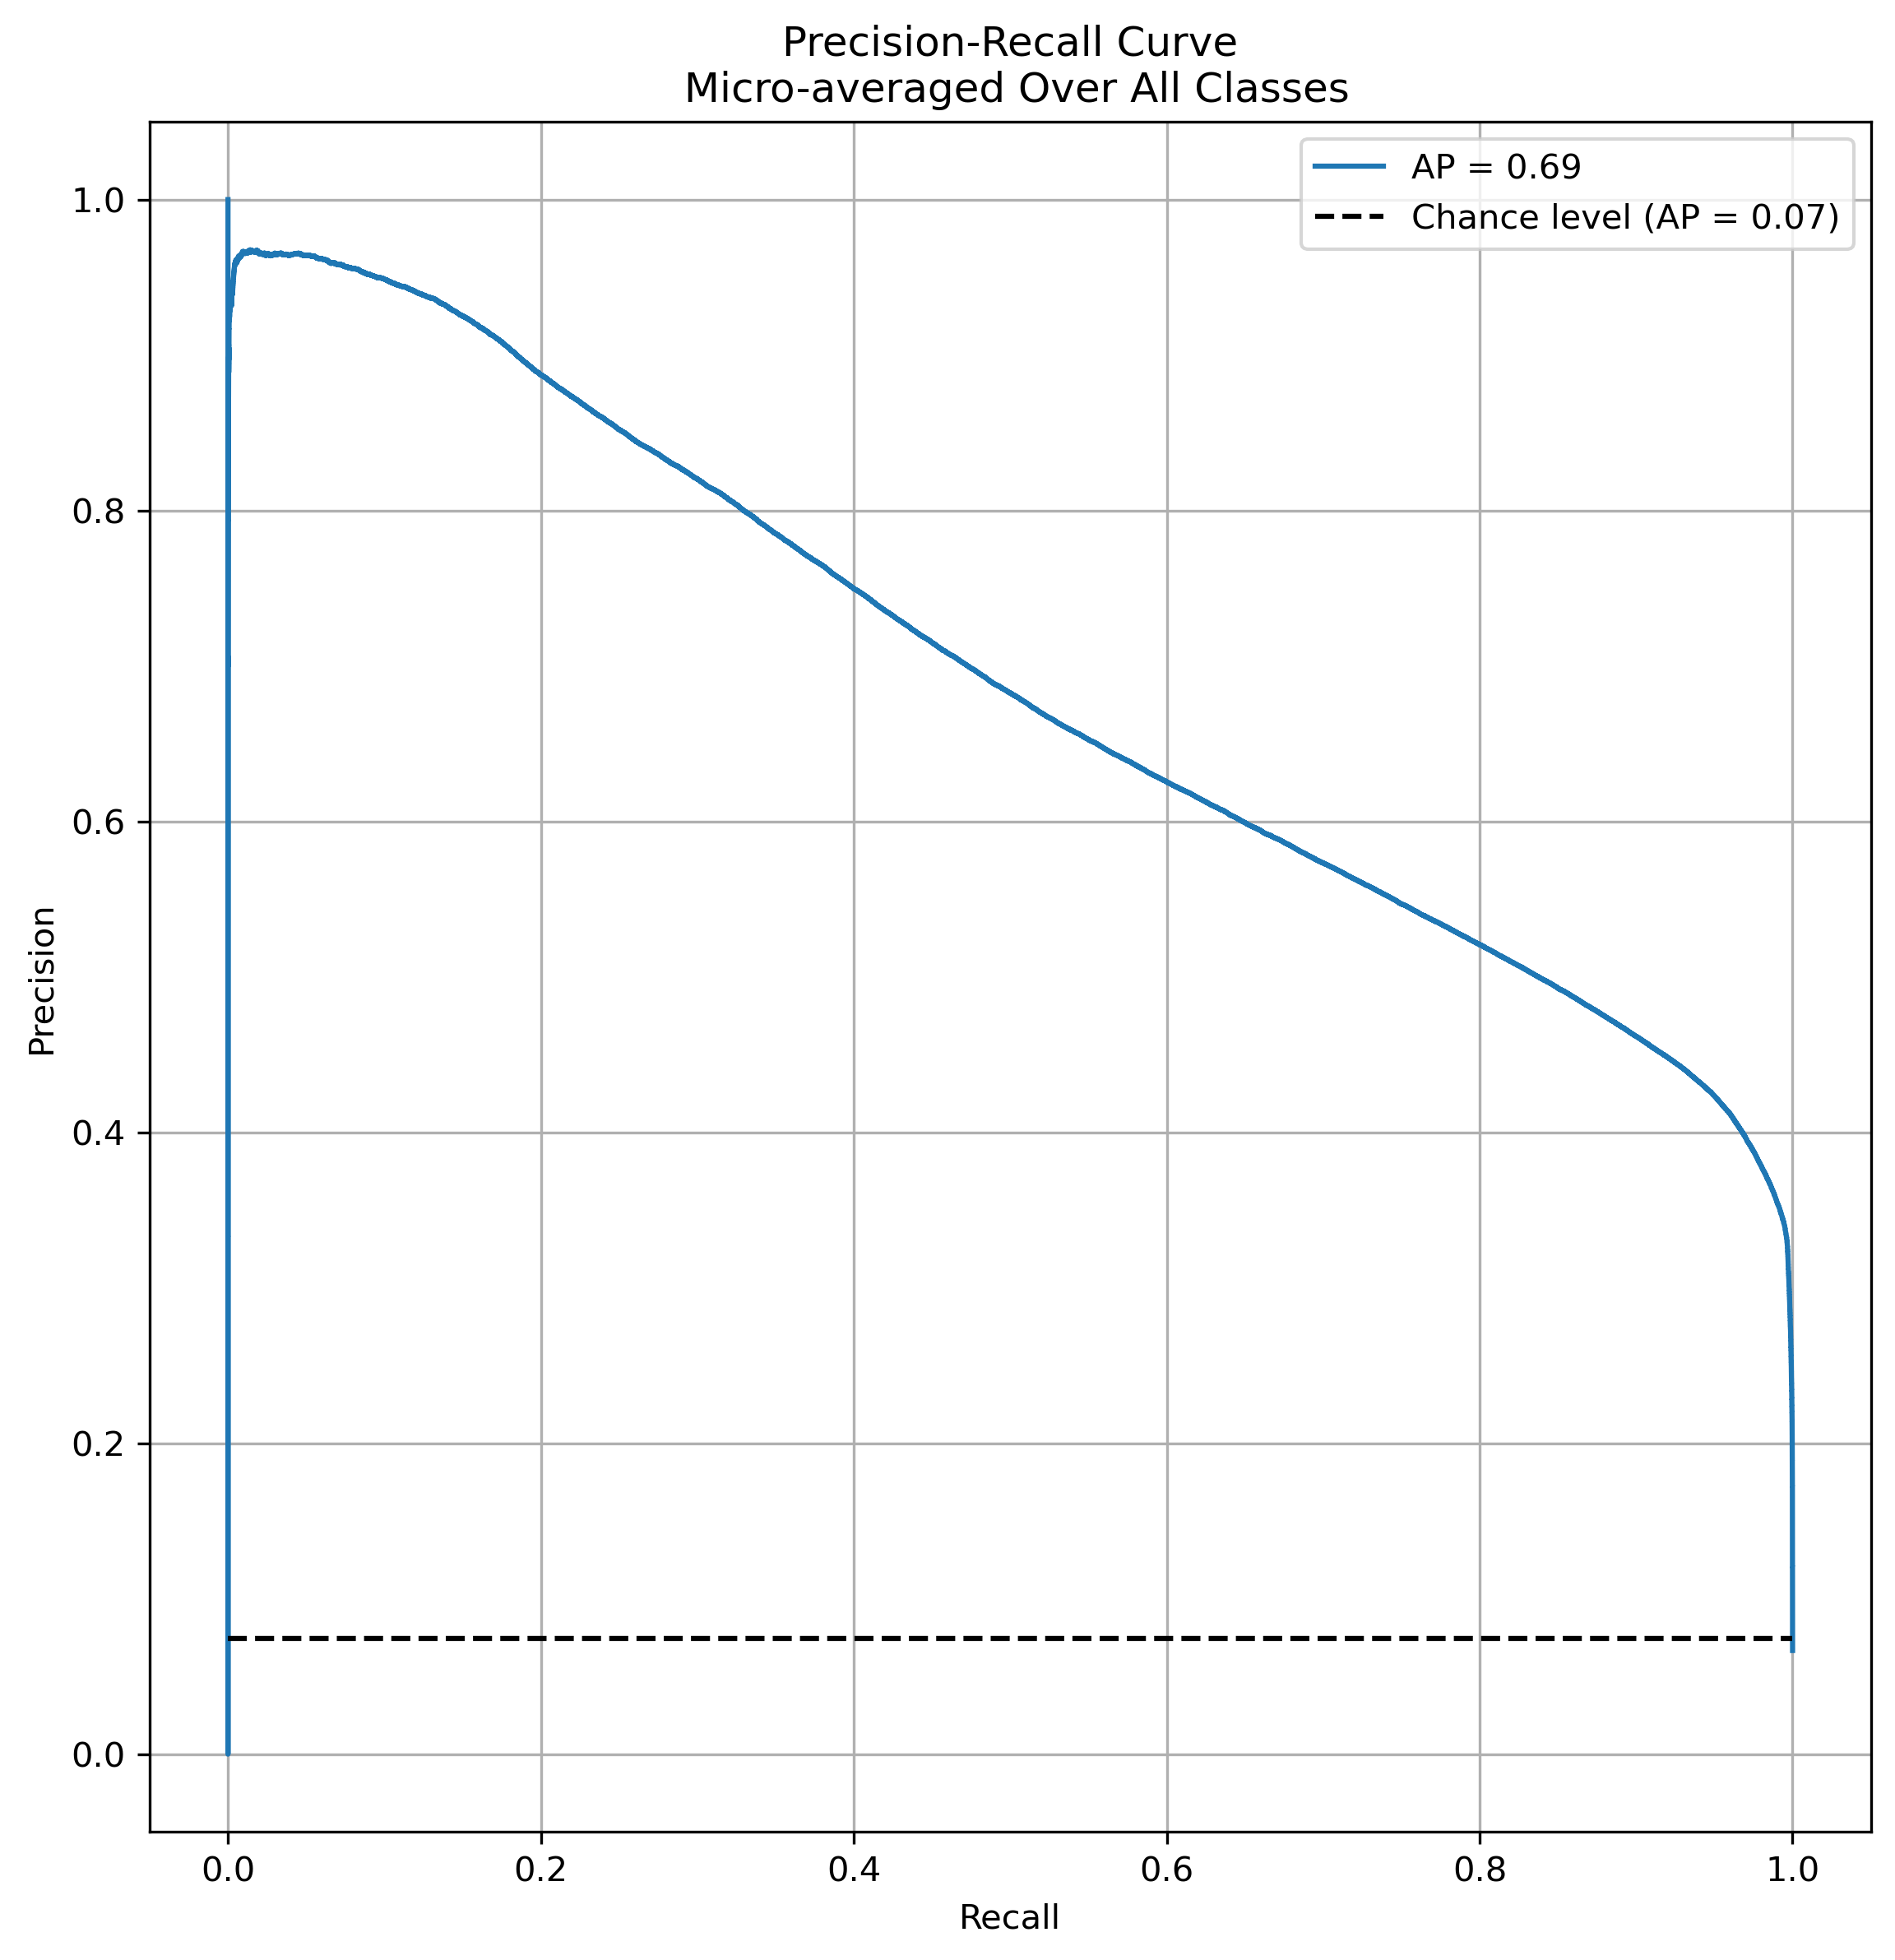 Precision-Recall Curve
Micro-averaged Over All Classes
AP = 0.69
Chance level (AP = 0.07)
1.0
0.8
0.6
0.4
0.2
0.0
Precision
0.0 0.2 0.4 0.6 0.8 1.0
Recall